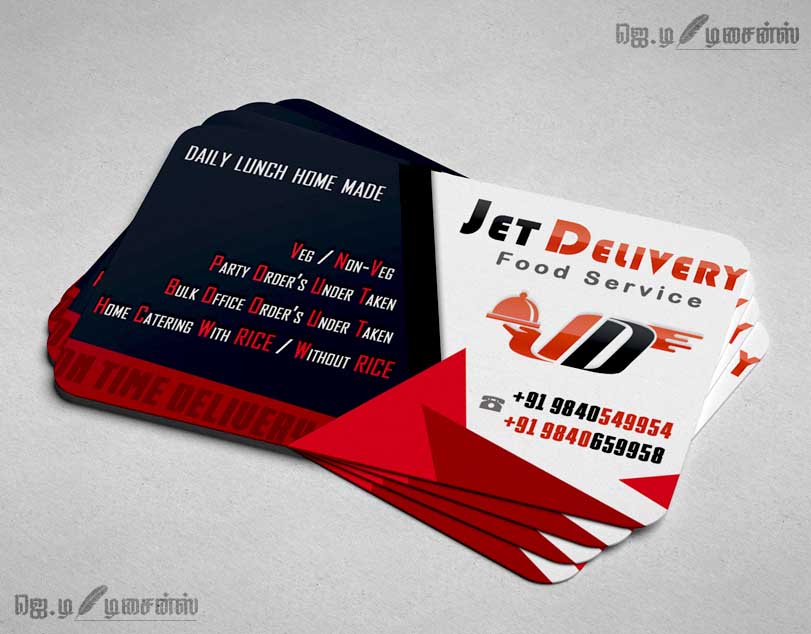 ஜெ.டி டிசைன்ஸ்
DAILY LUNCH HOME MADE
VEG / NON-VEG
PARTY ORDER'S UNDER TAKEN
BULK OFFICE ORDER'S UNDER TAKEN
HOME CATERING WITH RICE / WITHOUT RICE
ON TIME DELIVERY
JET DELIVERY
Food Service
JD
+91 9840549954
+91 9840659958
ஜெ.டி டிசைன்ஸ்